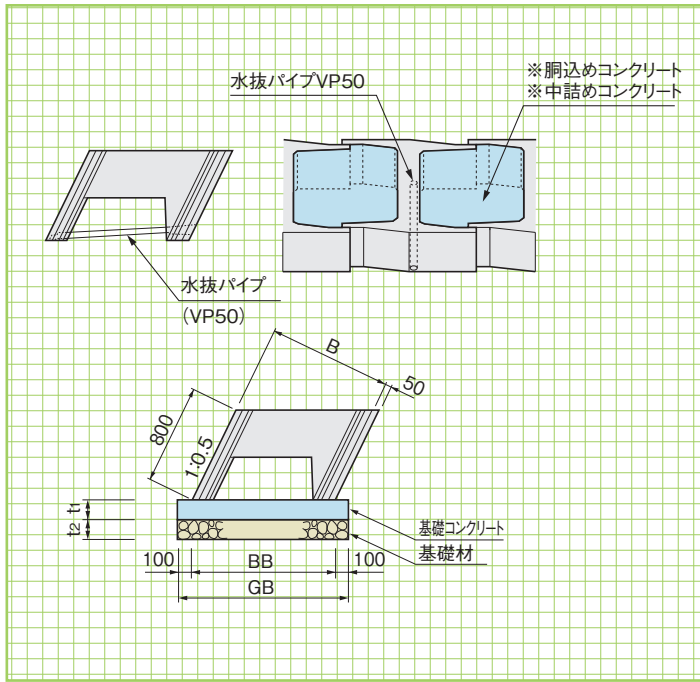 ※胴込めコンクリート
水抜パイプVP50
※中詰めコンクリート
水抜パイプ
(VP50)
B
50
800
1:0.5
t1
t2
基礎コンクリート
基礎材
100
BB
100
GB